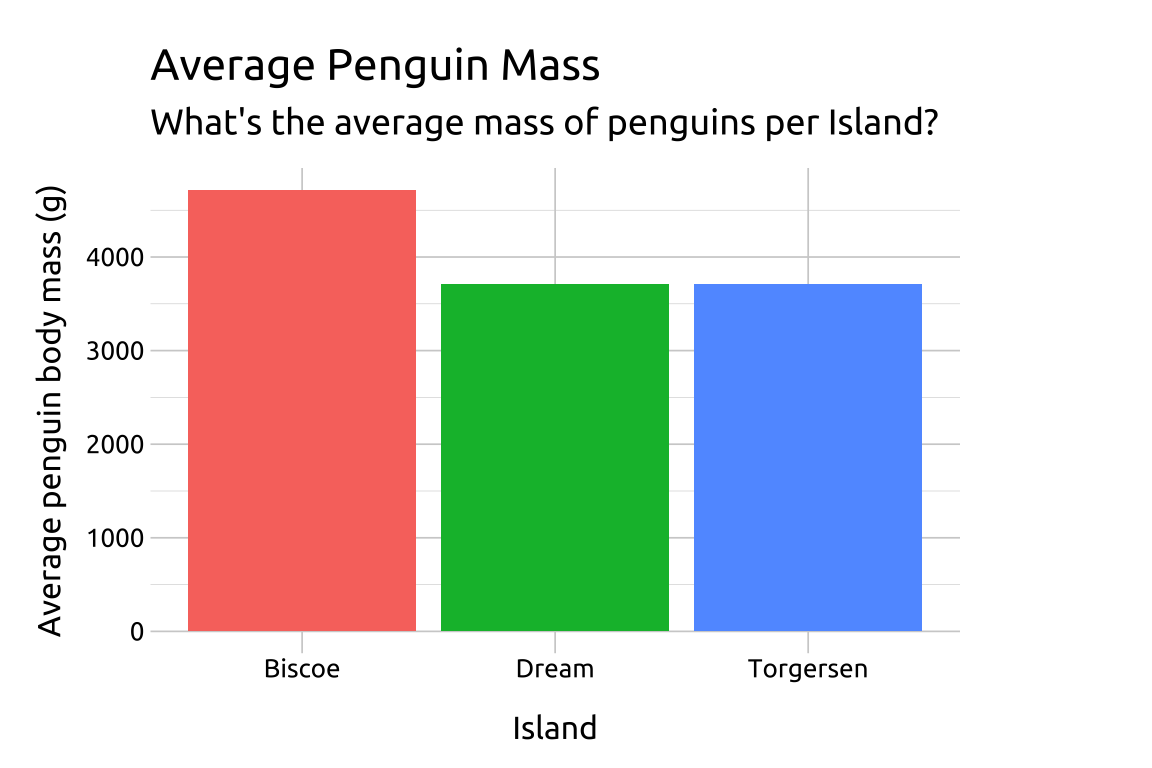 Average Penguin Mass
What's the average mass of penguins per Island?
Average penguin body mass (g)
4000
3000
2000
1000
0
Biscoe
Dream
Torgersen
Island